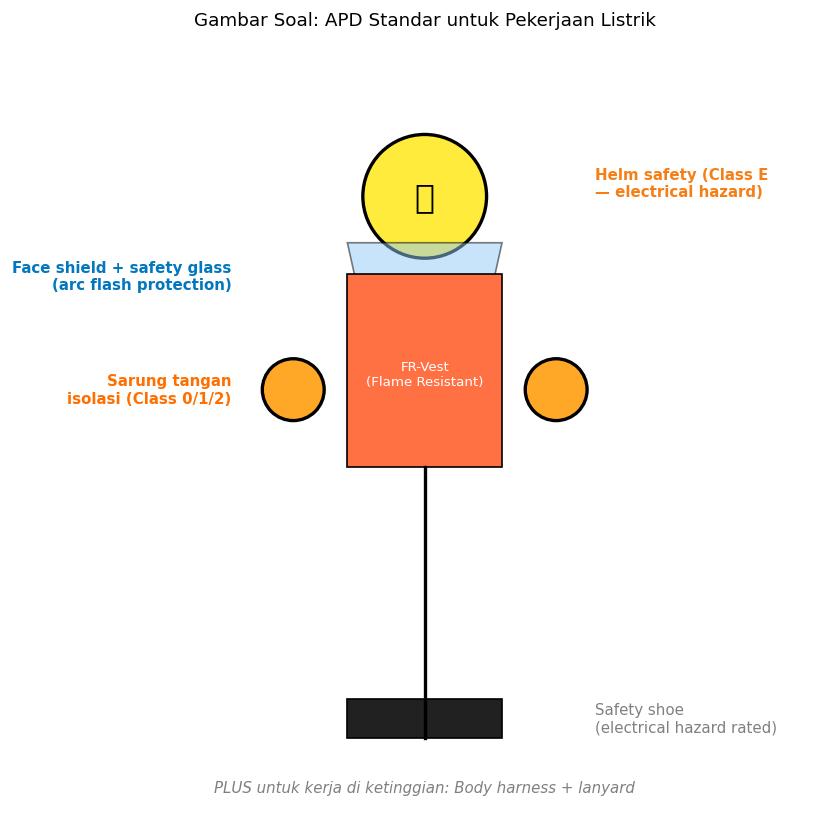 Gambar Soal: APD Standar untuk Pekerjaan Listrik
Helm safety (Class E
— electrical hazard)
Face shield + safety glass
(arc flash protection)
FR-Vest
(Flame Resistant)
Sarung tangan
isolasi (Class 0/1/2)
Safety shoe
(electrical hazard rated)
PLUS untuk kerja di ketinggian: Body harness + lanyard